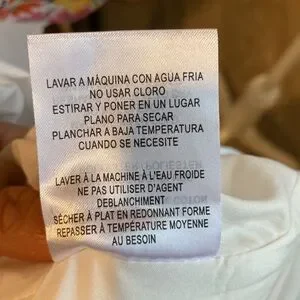 LAVAR A MÁQUINA CON AGUA FRIA
NO USAR CLORO
ESTIRAR Y PONER EN UN LUGAR
PLANO PARA SECAR
PLANCHAR A BAJA TEMPERATURA
CUANDO SE NECESITE
LAVER À LA MACHINE À L'EAU FROIDE
NE PAS UTILISER D'AGENT
DEBLANCHIMENT
SÉCHER À PLAT EN REDONNANT FORME
REPASSER À TEMPÉRATURE MOYENNE
AU BESOIN